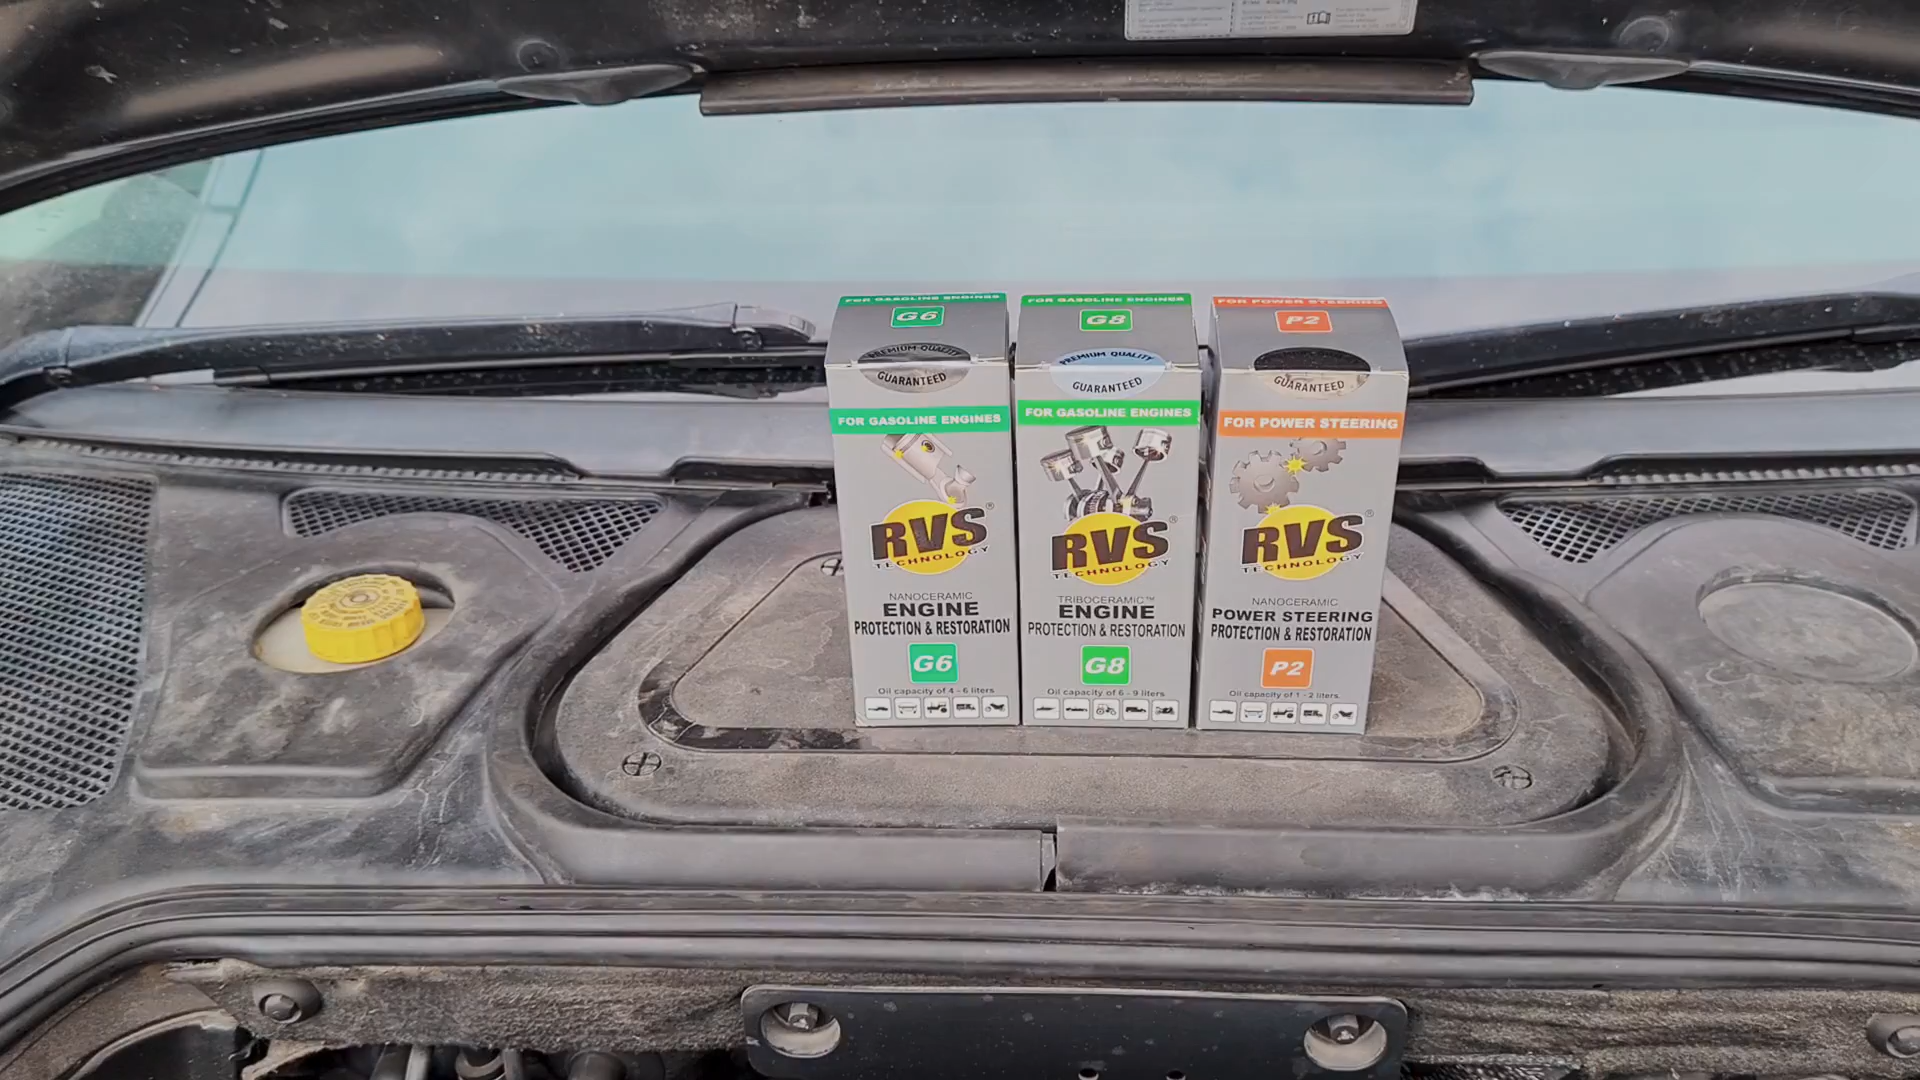 FOR GASOLINE ENGINES
G6
PREMIUM QUALITY
GUARANTEED
FOR GASOLINE ENGINES
RVS®
TECHNOLOGY
NANOCERAMIC
ENGINE
PROTECTION & RESTORATION
G6
Oil capacity of 4 - 6 liters
FOR GASOLINE ENGINES
G8
PREMIUM QUALITY
GUARANTEED
FOR GASOLINE ENGINES
RVS®
TECHNOLOGY
TRIBOCERAMIC™
ENGINE
PROTECTION & RESTORATION
G8
Oil capacity of 6 - 9 liters
FOR POWER STEERING
P2
GUARANTEED
FOR POWER STEERING
RVS®
TECHNOLOGY
NANOCERAMIC
POWER STEERING
PROTECTION & RESTORATION
P2
Oil capacity of 1 - 2 liters